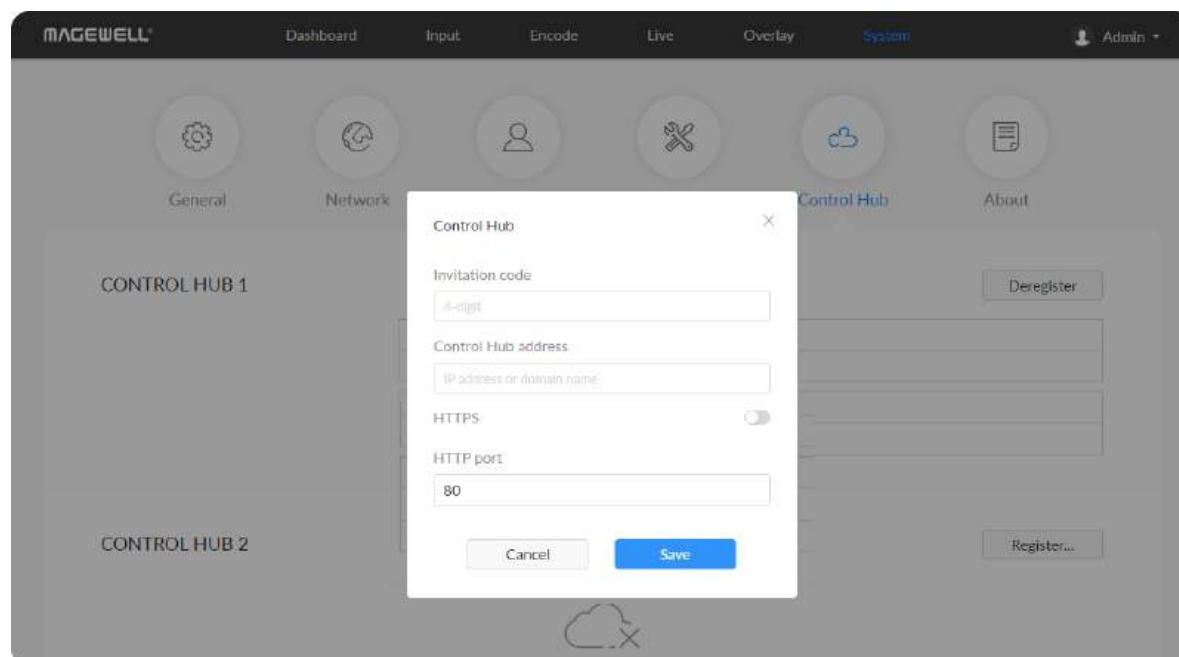 MAGEWELL
Dashboard Input Encode Live Overlay System Admin
General Network Control Hub About
Control Hub
Invitation code
4-digit
Control Hub address
IP address or domain name
HTTPS
HTTP port
80
Cancel Save
CONTROL HUB 1 Deregister
CONTROL HUB 2 Register...